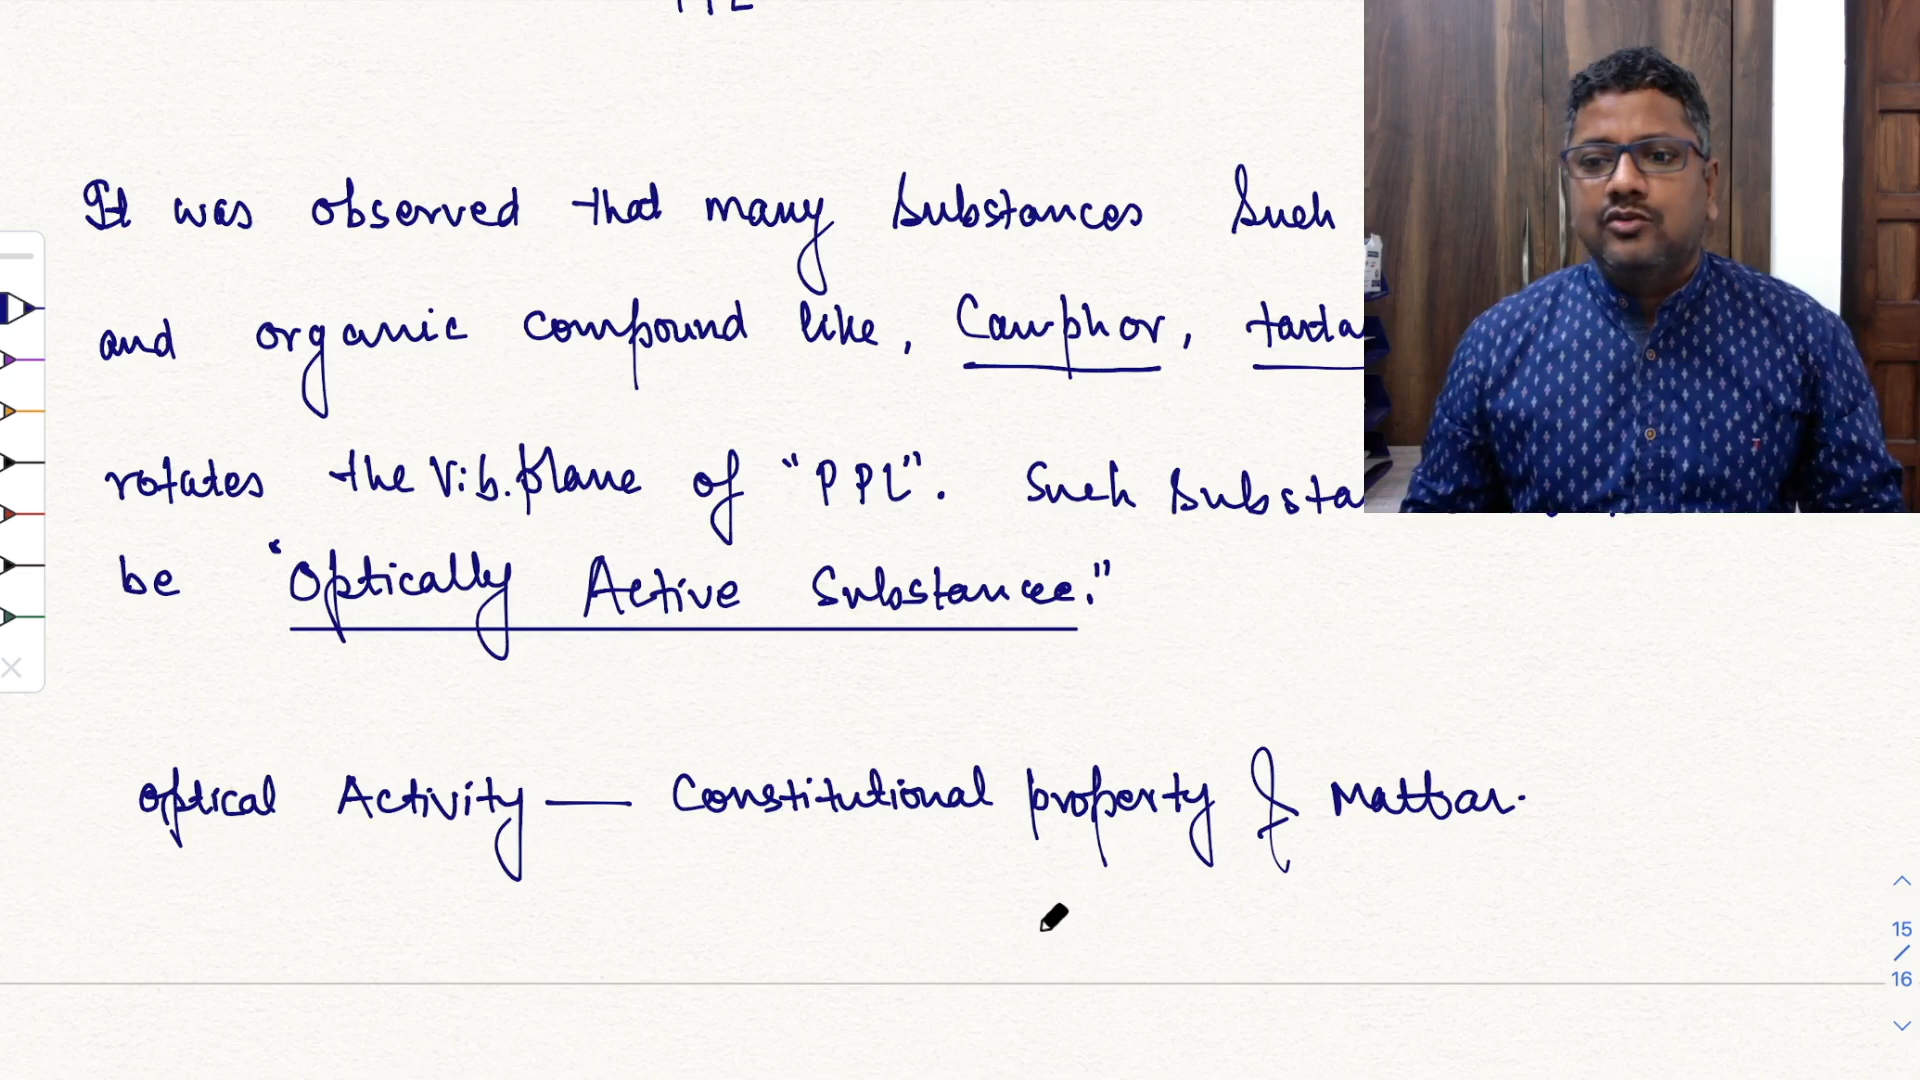 It was observed that many Substances Such
and organic compound like, Camphor, tarta
rotates the Vib. plane of "PPL". Such Substa
be "Optically Active Substance."
optical Activity — Constitutional property of Matter.
15
/
16